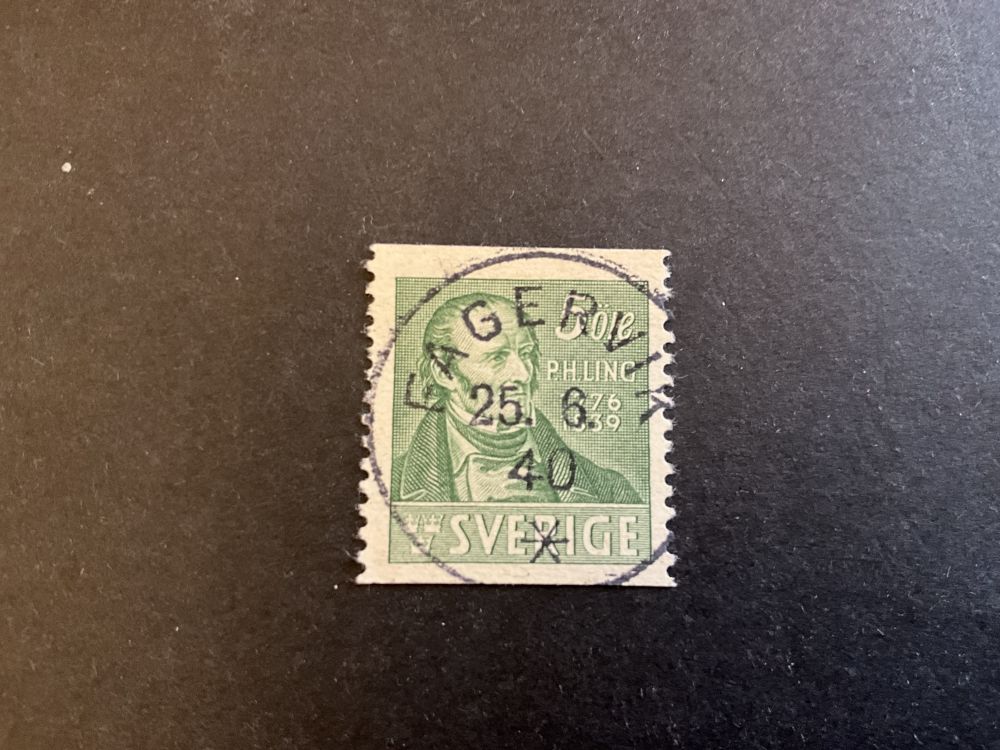 5 öre
P.H.LING
1776
1839
SVERIGE
FAGERVIK
25. 6.
40